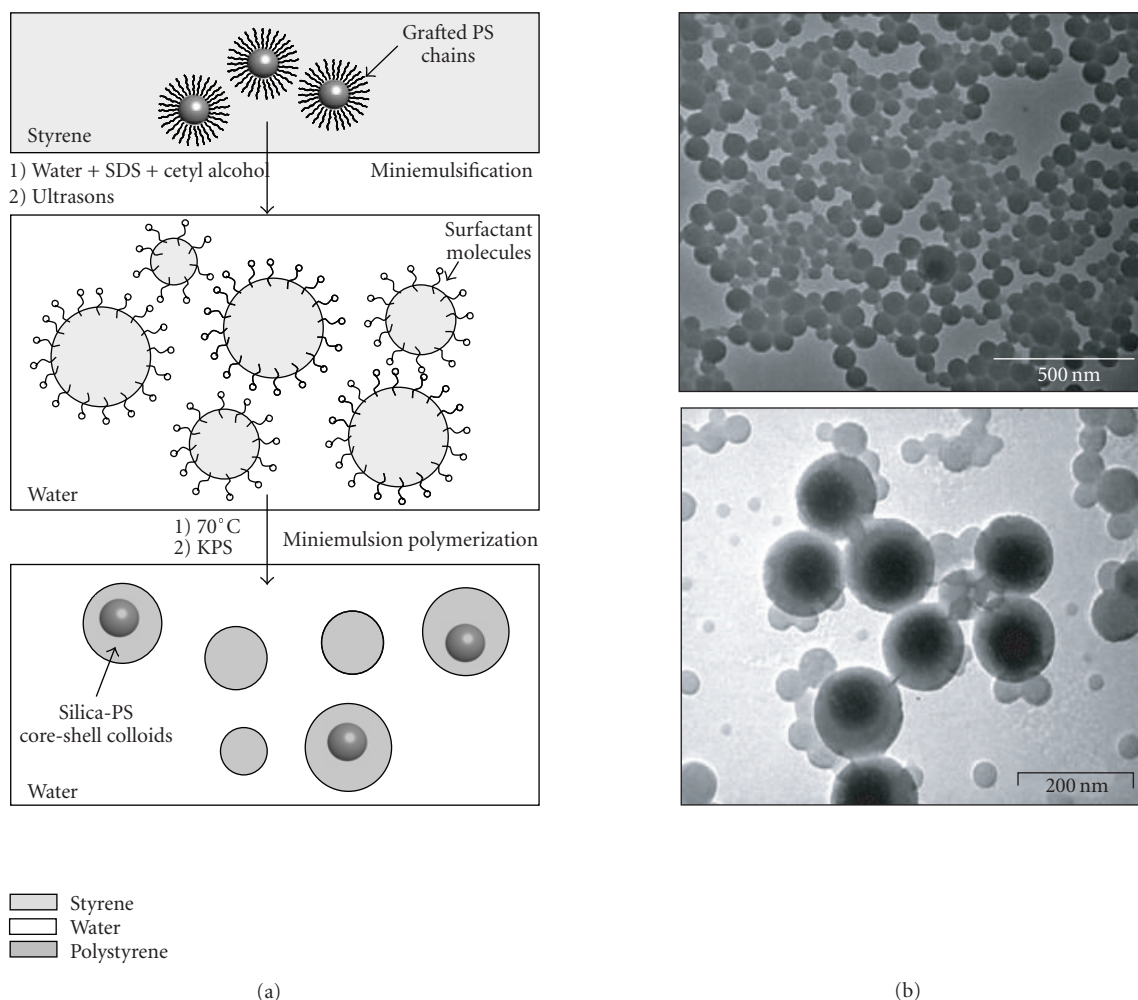 Grafted PS
chains
Styrene
1) Water + SDS + cetyl alcohol
Miniemulsification
2) Ultrasons
Surfactant
molecules
Water
1) 70°C
2) KPS
Miniemulsion polymerization
Silica-PS
core-shell colloids
Water
Styrene
Water
Polystyrene
(a)
500 nm
200 nm
(b)